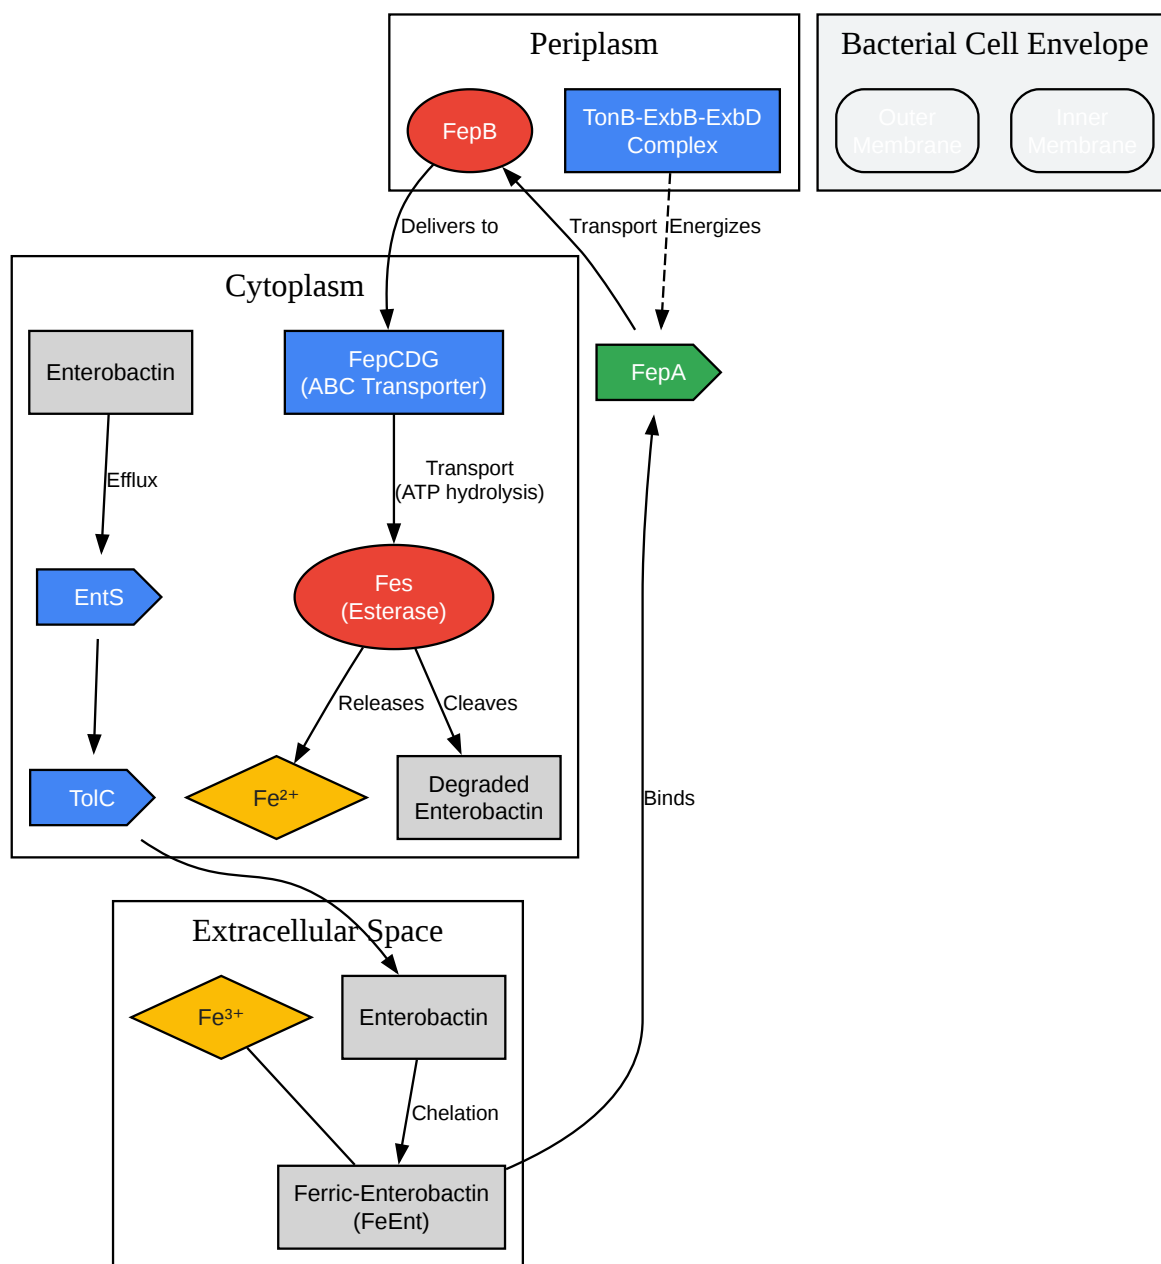 Periplasm
Bacterial Cell Envelope
FepB
TonB-ExbB-ExbD
Complex
Outer
Membrane
Inner
Membrane
Delivers to
Transport
Energizes
Cytoplasm
Enterobactin
FepCDG
(ABC Transporter)
FepA
Efflux
Transport
(ATP hydrolysis)
EntS
Fes
(Esterase)
Releases
Cleaves
TolC
Fe²⁺
Degraded
Enterobactin
Binds
Extracellular Space
Fe³⁺
Enterobactin
Chelation
Ferric-Enterobactin
(FeEnt)